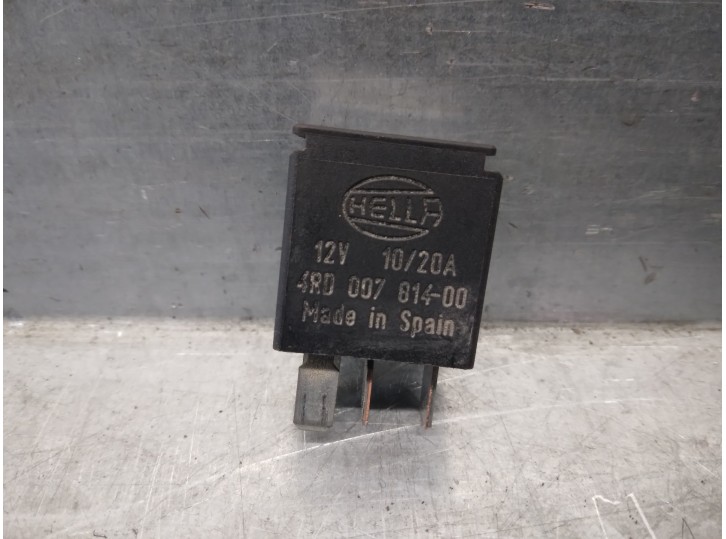 HELLA
12V 10/20A
4RD 007 814-00
Made in Spain